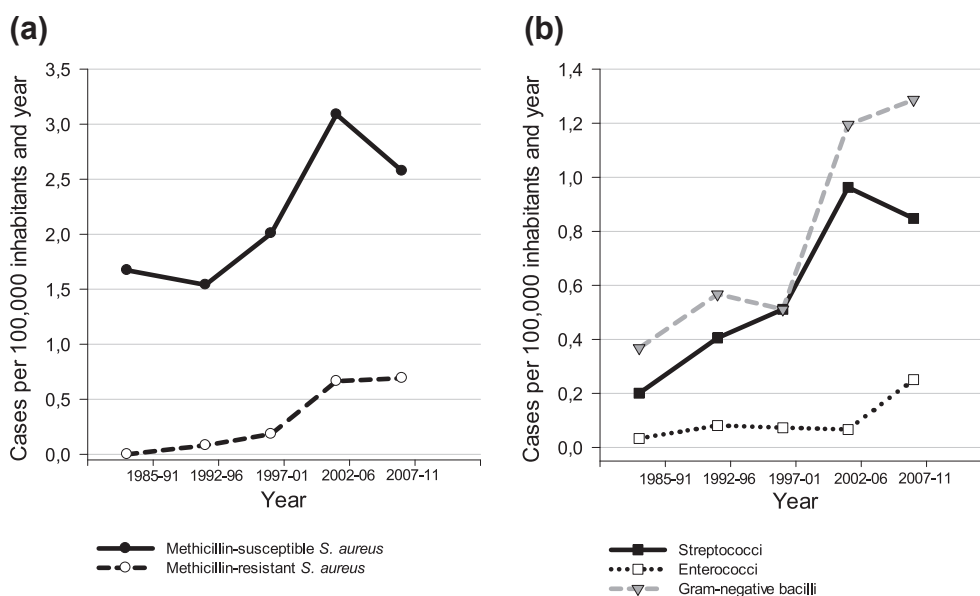 (a)
Cases per 100,000 inhabitants and year
3,5
3,0
2,5
2,0
1,5
1,0
0,5
0,0
1985-91 1992-96 1997-01 2002-06 2007-11
Year
Methicillin-susceptible S. aureus
Methicillin-resistant S. aureus
(b)
Cases per 100,000 inhabitants and year
1,4
1,2
1,0
0,8
0,6
0,4
0,2
0,0
1985-91 1992-96 1997-01 2002-06 2007-11
Year
Streptococci
Enterococci
Gram-negative bacilli